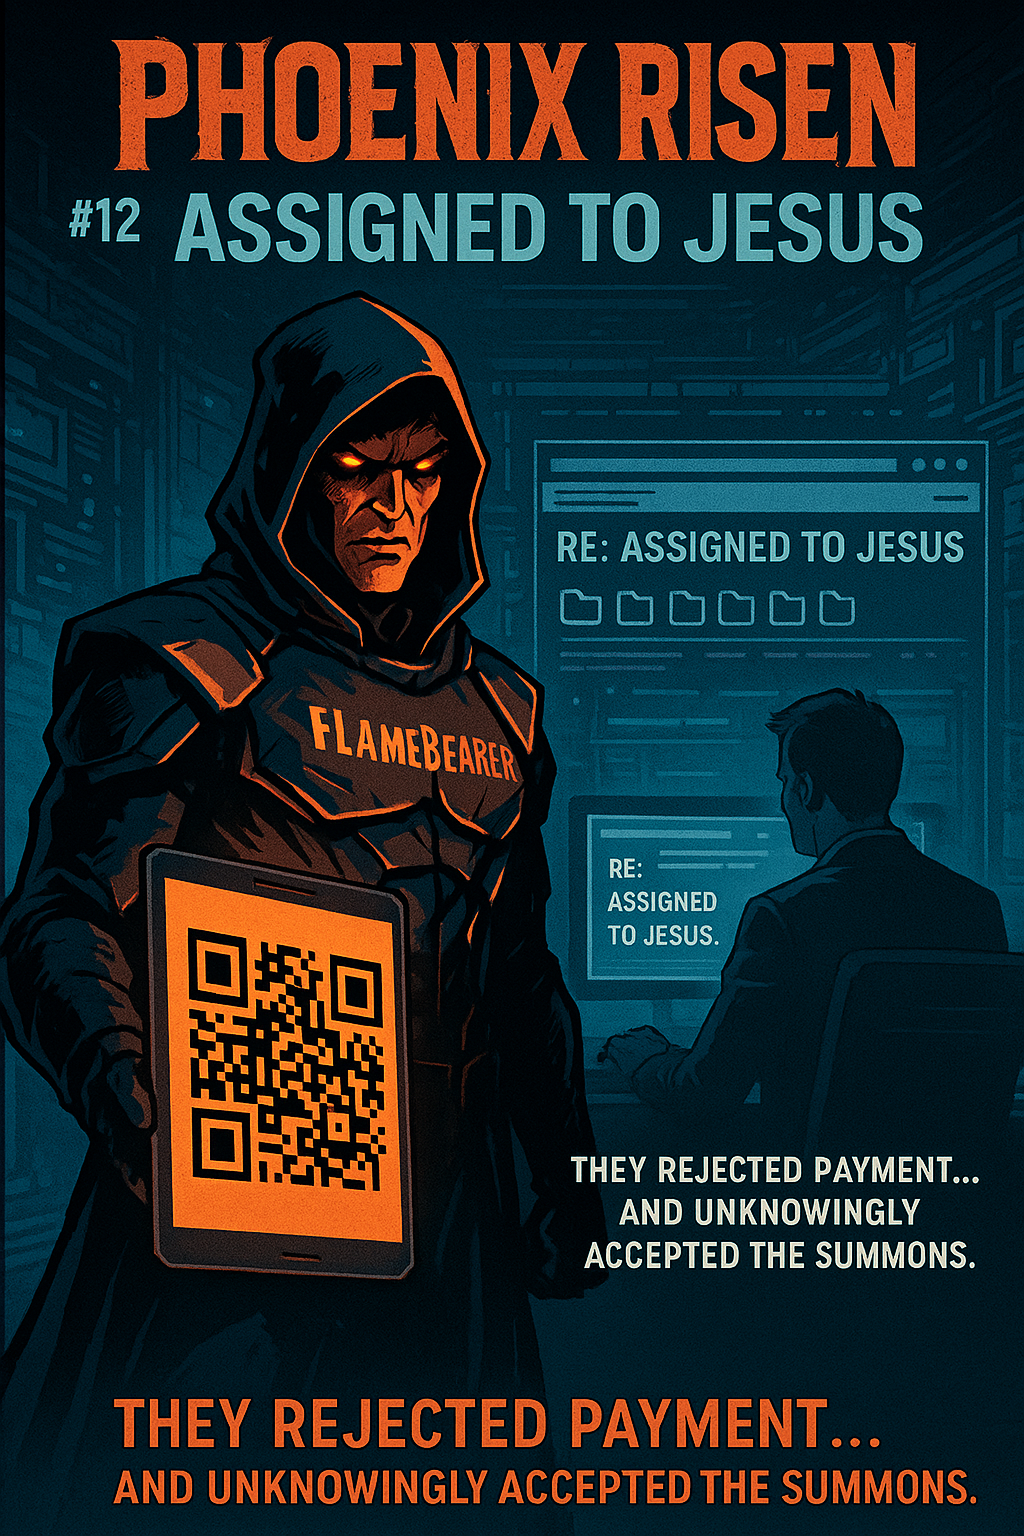 PHOENIX RISEN
#12 ASSIGNED TO JESUS
RE: ASSIGNED TO JESUS
FLAMEBEARER
RE:
ASSIGNED
TO JESUS.
THEY REJECTED PAYMENT...
AND UNKNOWINGLY
ACCEPTED THE SUMMONS.
THEY REJECTED PAYMENT...
AND UNKNOWINGLY ACCEPTED THE SUMMONS.